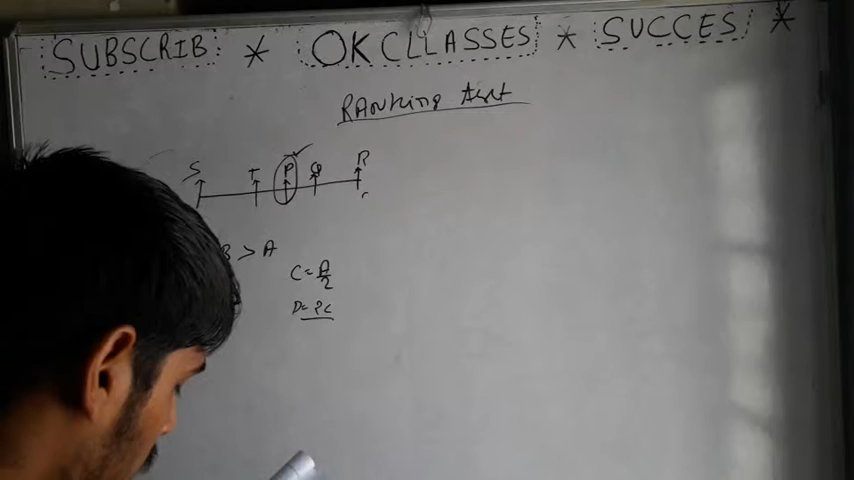 SUBSCRIB * OKCLLASSES * SUCCES *
RANKING test
S T P Q R
B > A
C = A/2
D = 2C